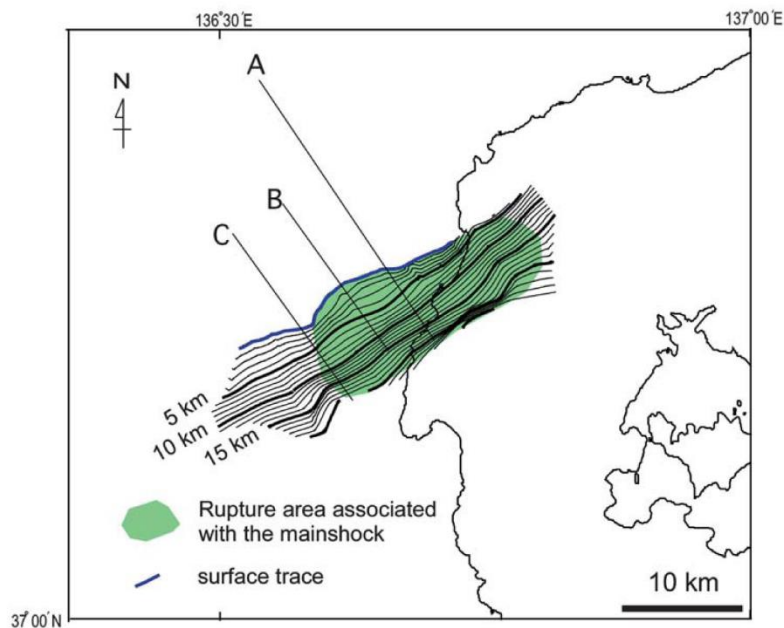 136°30′E
137°00′E
N
A
B
C
5 km
10 km
15 km
Rupture area associated
with the mainshock
surface trace
10 km
37°00′N